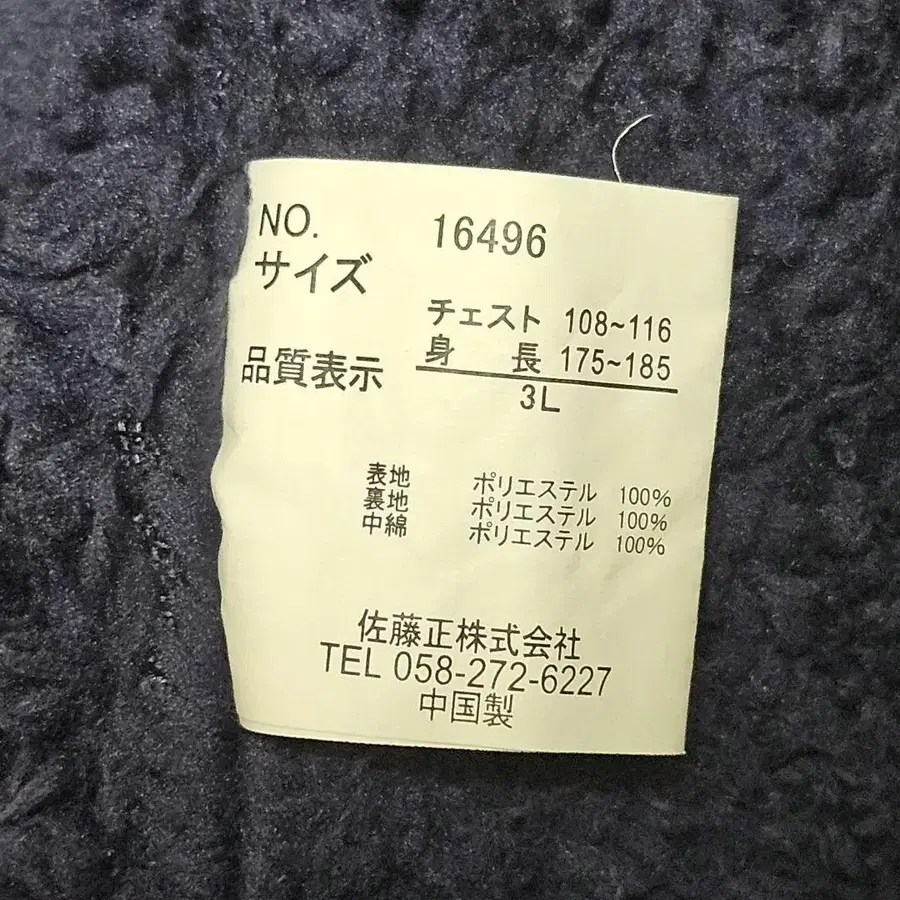 NO. 16496
サイズ
チェスト 108~116
身 長 175~185
品質表示
3L
表地 ポリエステル 100%
裏地 ポリエステル 100%
中綿 ポリエステル 100%
佐藤正株式会社
TEL 058-272-6227
中国製